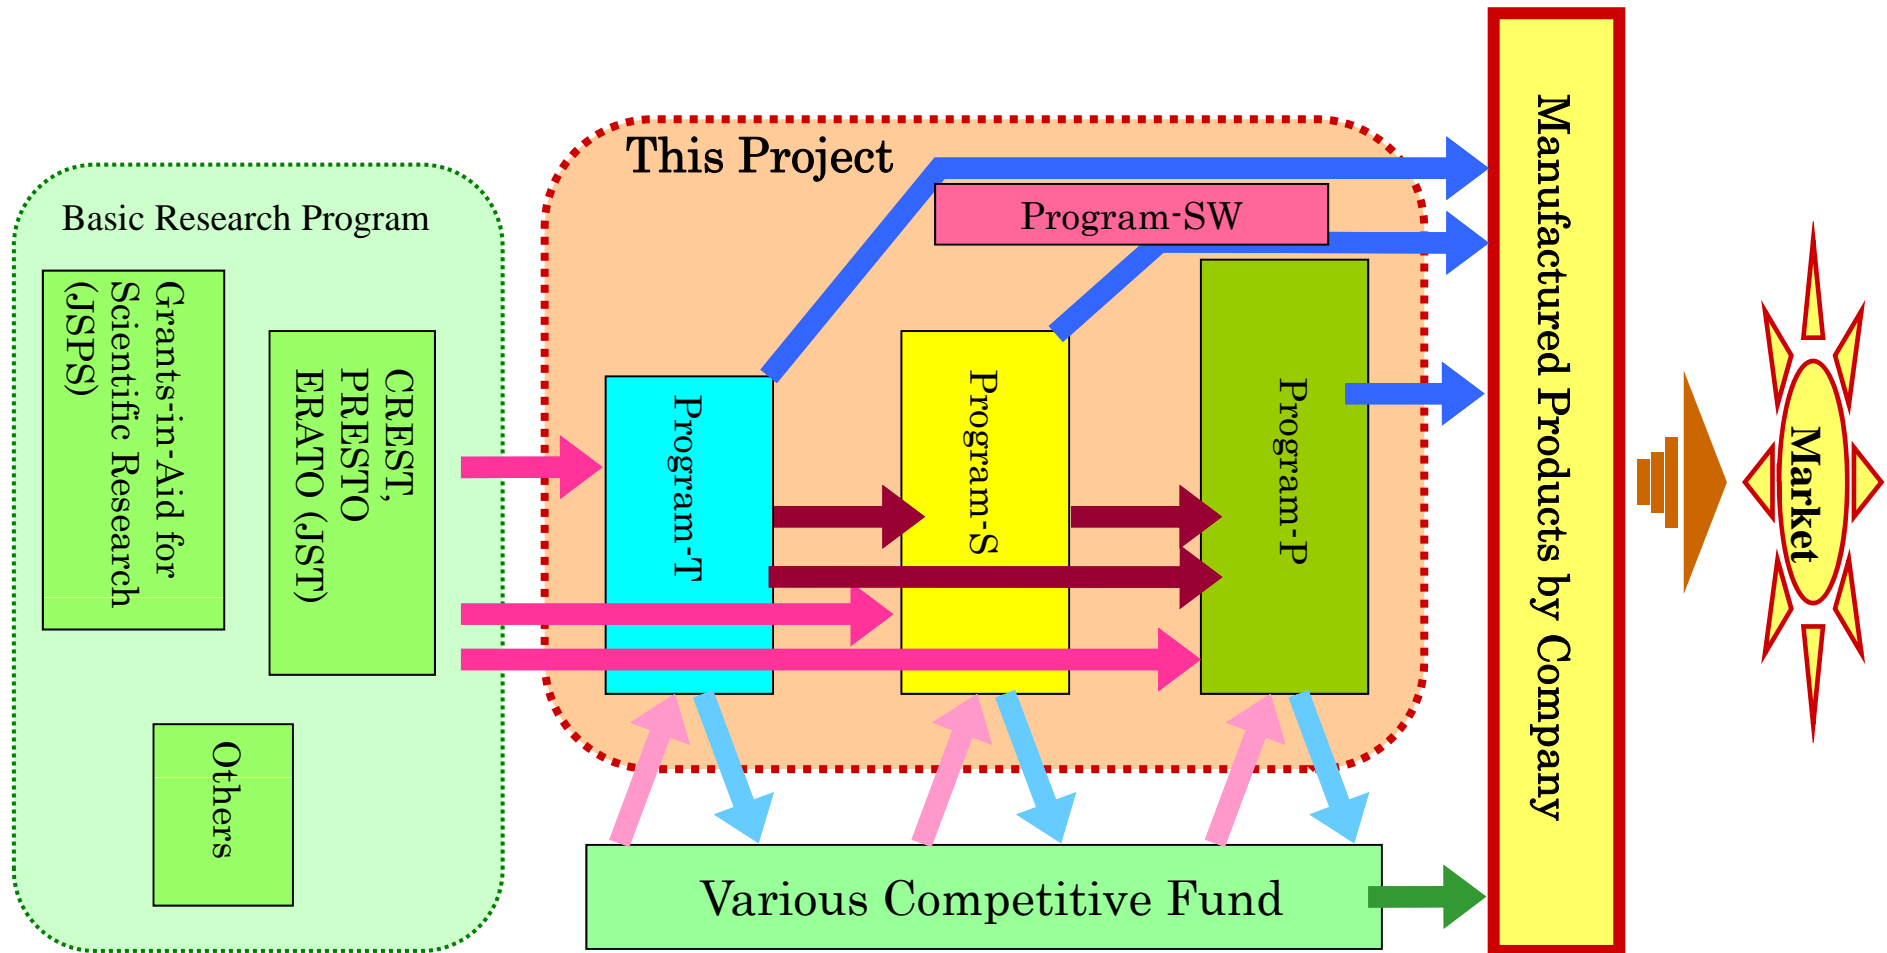 Basic Research Program
Grants-in-Aid for
Scientific Research
(JSPS)
CREST,
PRESTO
ERATO (JST)
Others
This Project
Program-SW
Program-T
Program-S
Program-P
Various Competitive Fund
Manufactured Products by Company
Market